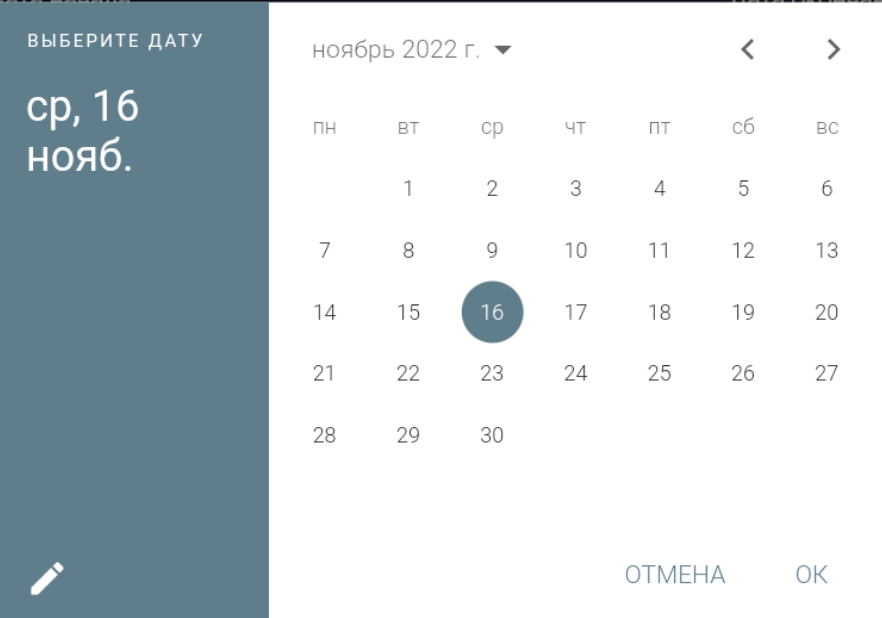 ВЫБЕРИТЕ ДАТУ
ср, 16
нояб.
ноябрь 2022 г.
пн вт ср чт пт сб вс
1 2 3 4 5 6
7 8 9 10 11 12 13
14 15 16 17 18 19 20
21 22 23 24 25 26 27
28 29 30
ОТМЕНА ОК